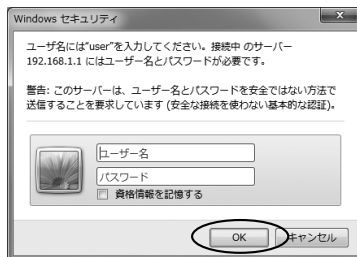 Windows セキュリティ
ユーザ名には"user"を入力してください。接続中 のサーバー
192.168.1.1 にはユーザー名とパスワードが必要です。
警告: このサーバーは、ユーザー名とパスワードを安全ではない方法で
送信することを要求しています (安全な接続を使わない基本的な認証)。
ユーザー名
パスワード
資格情報を記憶する
OK キャンセル